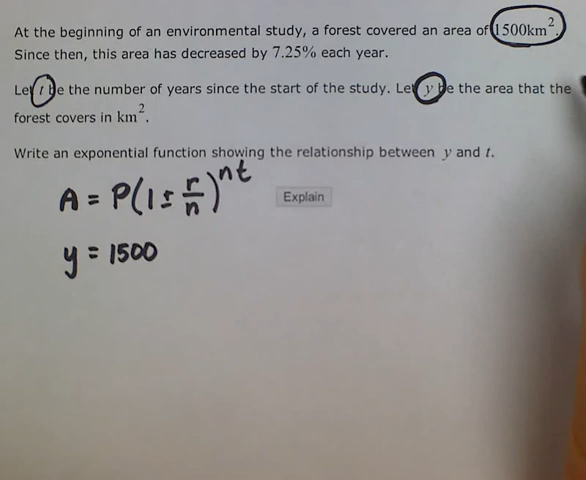 At the beginning of an environmental study, a forest covered an area of 1500km².
Since then, this area has decreased by 7.25% each year.
Let t be the number of years since the start of the study. Let y be the area that the
forest covers in km².
Write an exponential function showing the relationship between y and t.
A = P(1 ± r/n)^nt
Explain
y = 1500